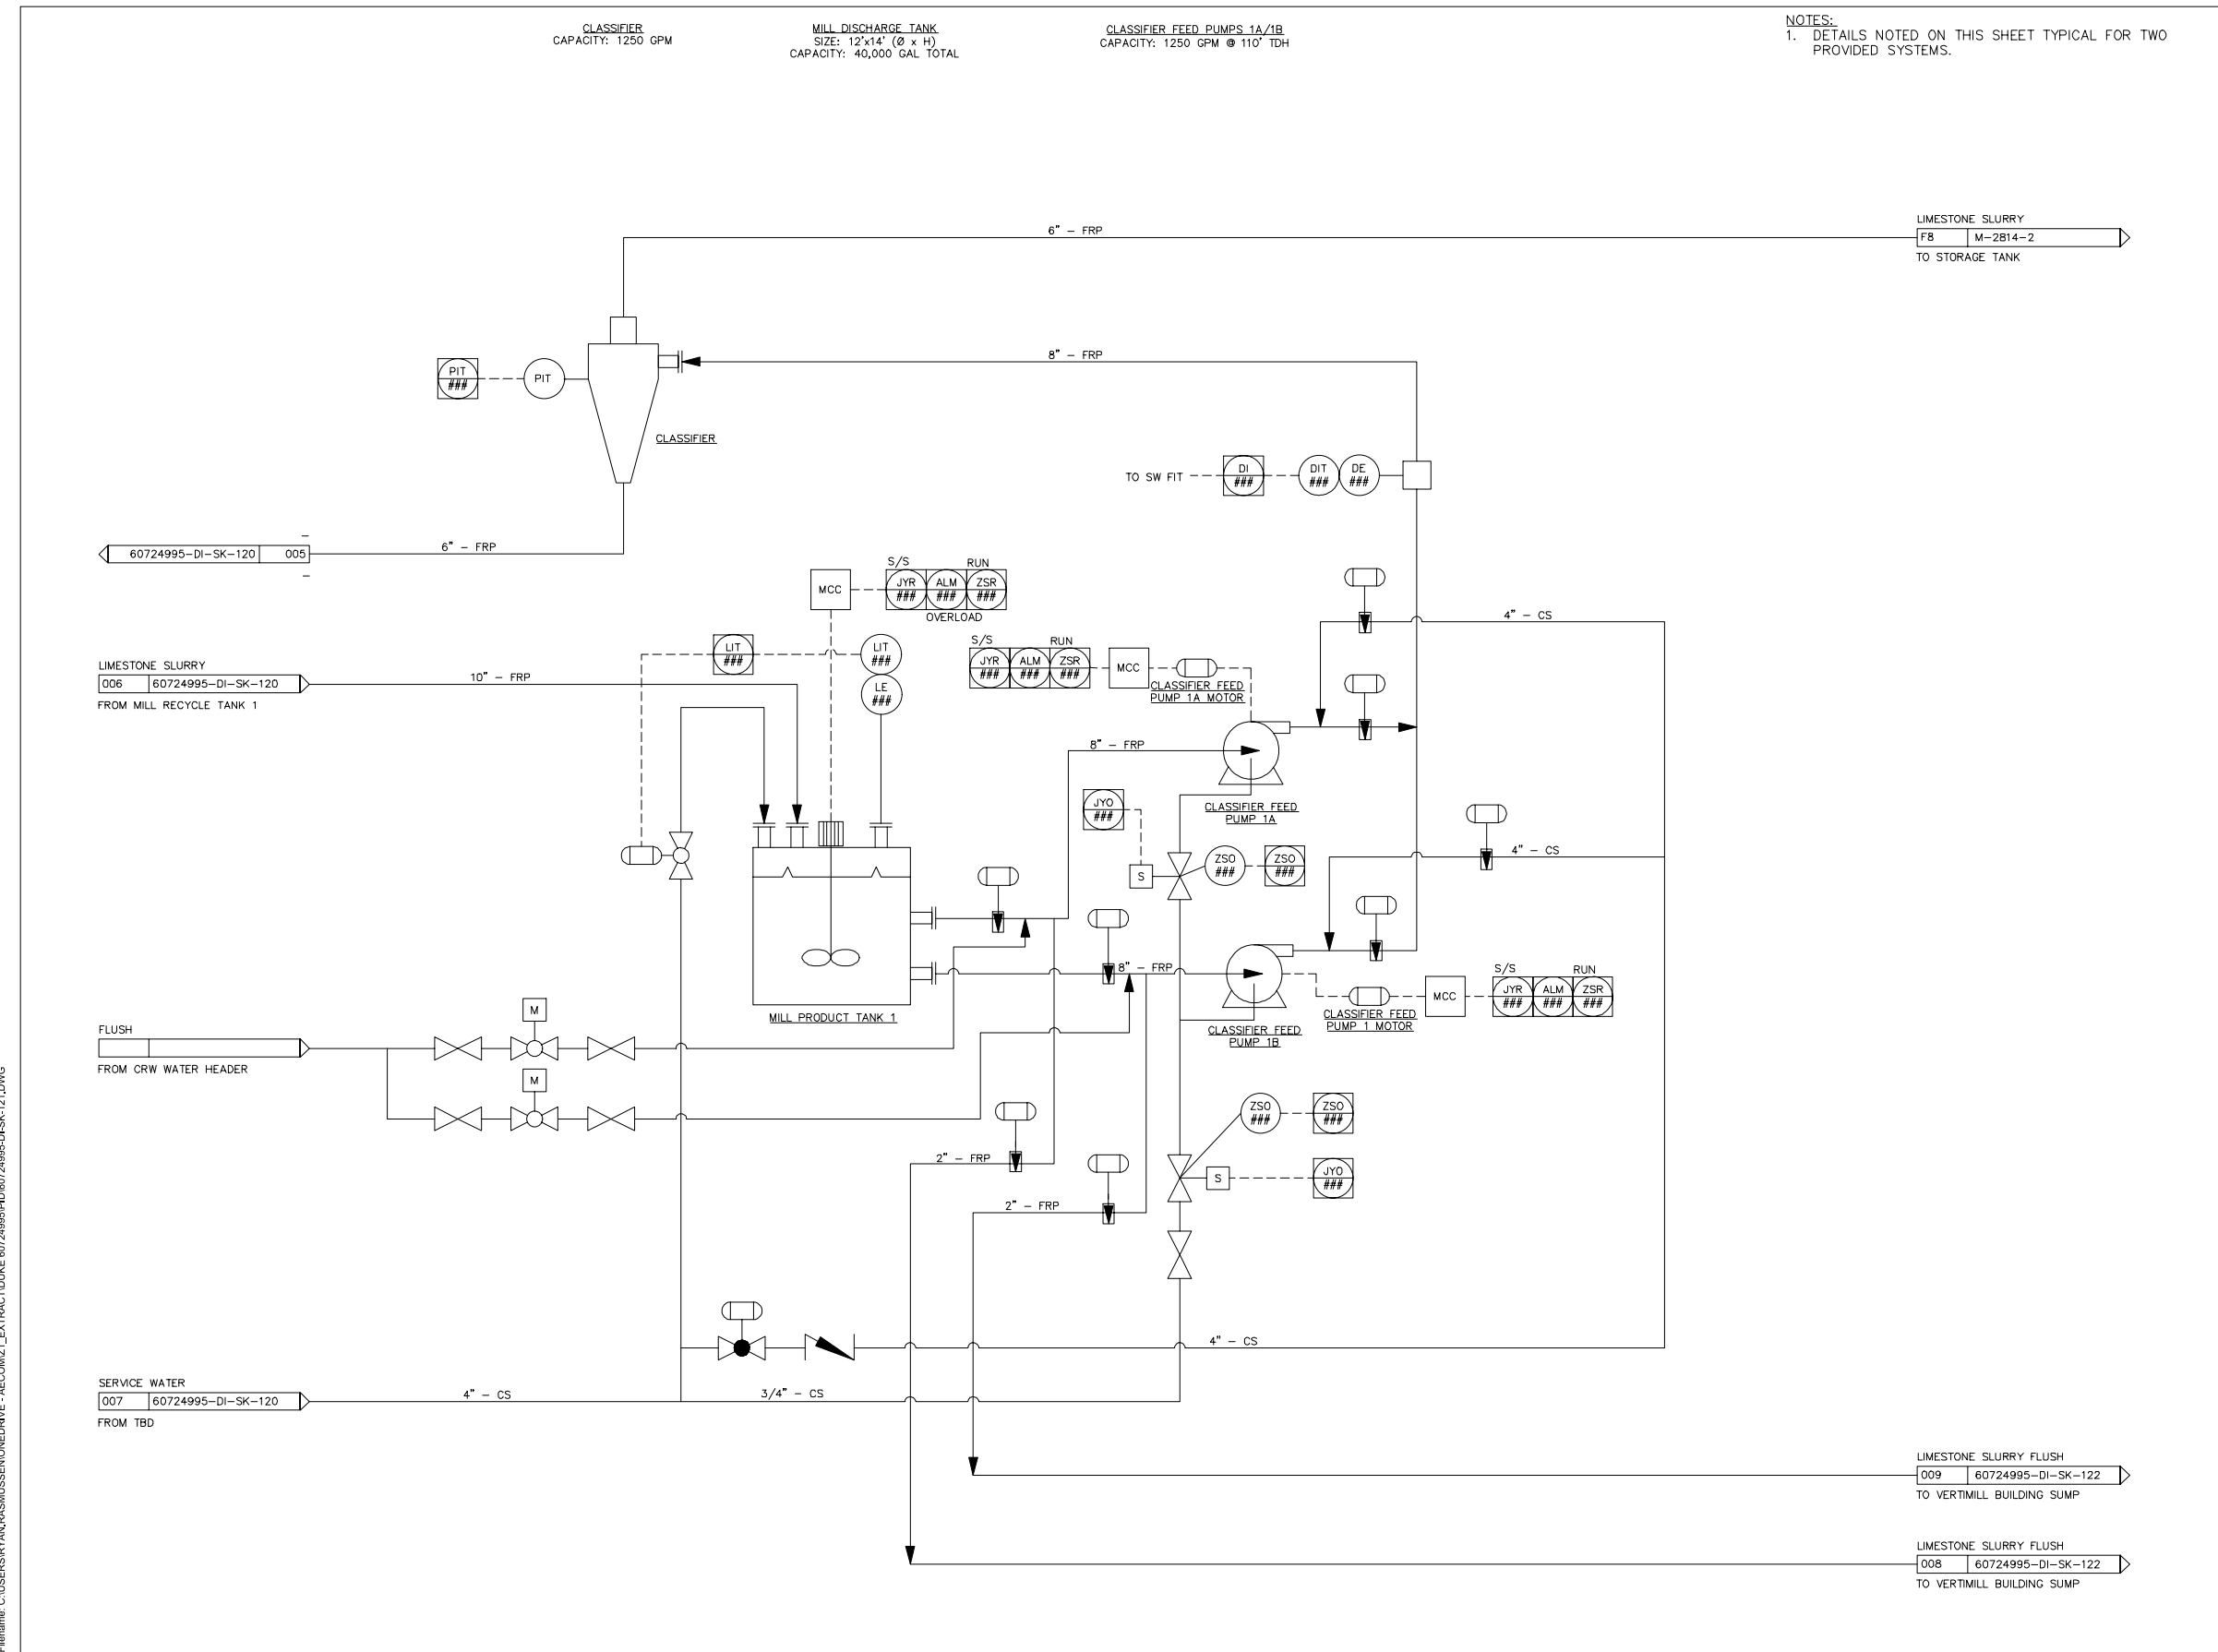 CLASSIFIER
CAPACITY: 1250 GPM
MILL DISCHARGE TANK
SIZE: 12'x14' (Ø x H)
CAPACITY: 40,000 GAL TOTAL
CLASSIFIER FEED PUMPS 1A/1B
CAPACITY: 1250 GPM @ 110' TDH
NOTES:
1. DETAILS NOTED ON THIS SHEET TYPICAL FOR TWO
PROVIDED SYSTEMS.
6" – FRP
LIMESTONE SLURRY
F8 M–2814–2
TO STORAGE TANK
8" – FRP
PIT
###
PIT
CLASSIFIER
TO SW FIT
DI
###
DIT
###
DE
###
–
60724995–DI–SK–120 005
–
6" – FRP
MCC
S/S RUN
JYR ALM ZSR
### ### ###
OVERLOAD
4" – CS
LIT
###
LIT
###
LE
###
S/S RUN
JYR ALM ZSR
### ### ###
MCC
CLASSIFIER FEED
PUMP 1A MOTOR
LIMESTONE SLURRY
006 60724995–DI–SK–120
FROM MILL RECYCLE TANK 1
10" – FRP
8" – FRP
CLASSIFIER FEED
PUMP 1A
JYO
###
S
ZSO
###
ZSO
###
4" – CS
8" – FRP
MILL PRODUCT TANK 1
CLASSIFIER FEED
PUMP 1B
CLASSIFIER FEED
PUMP 1 MOTOR
MCC
S/S RUN
JYR ALM ZSR
### ### ###
FLUSH
FROM CRW WATER HEADER
M
M
ZSO
###
ZSO
###
2" – FRP
S
JYO
###
2" – FRP
4" – CS
SERVICE WATER
007 60724995–DI–SK–120
FROM TBD
4" – CS
3/4" – CS
LIMESTONE SLURRY FLUSH
009 60724995–DI–SK–122
TO VERTIMILL BUILDING SUMP
LIMESTONE SLURRY FLUSH
008 60724995–DI–SK–122
TO VERTIMILL BUILDING SUMP